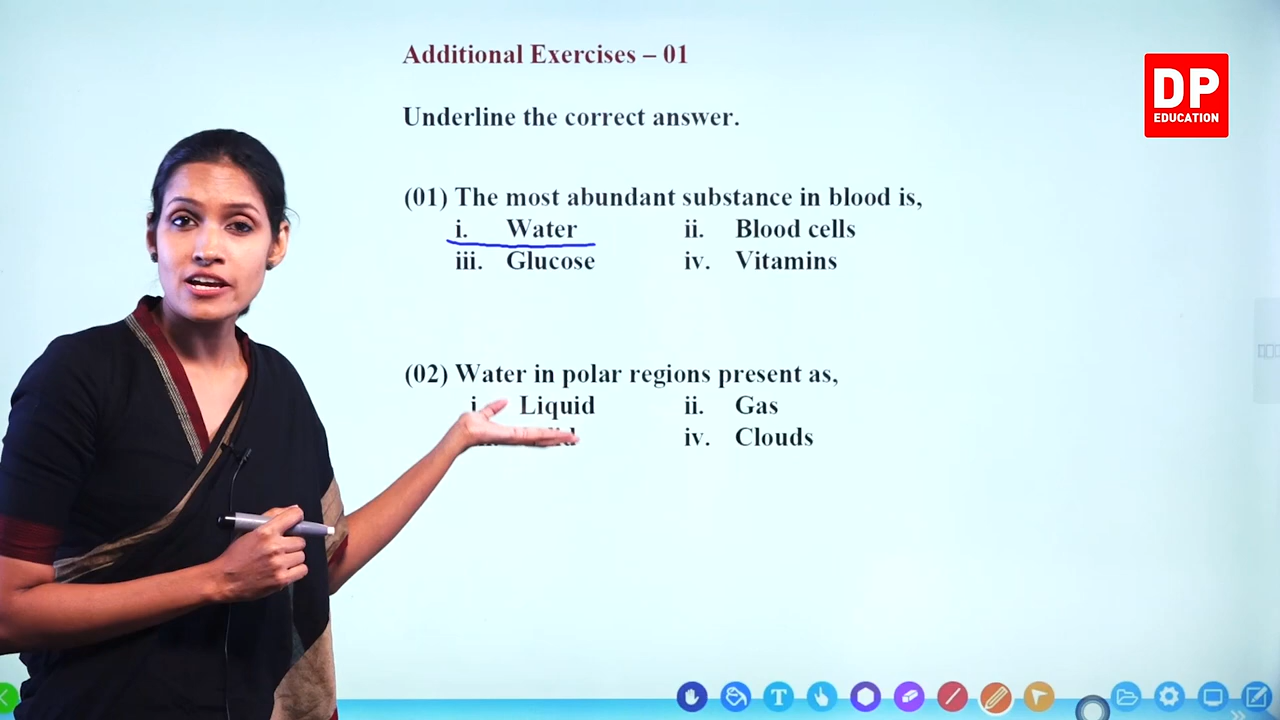 Additional Exercises – 01
DP
EDUCATION
Underline the correct answer.
(01) The most abundant substance in blood is,
i. Water ii. Blood cells
iii. Glucose iv. Vitamins
(02) Water in polar regions present as,
i. Liquid ii. Gas
iv. Clouds